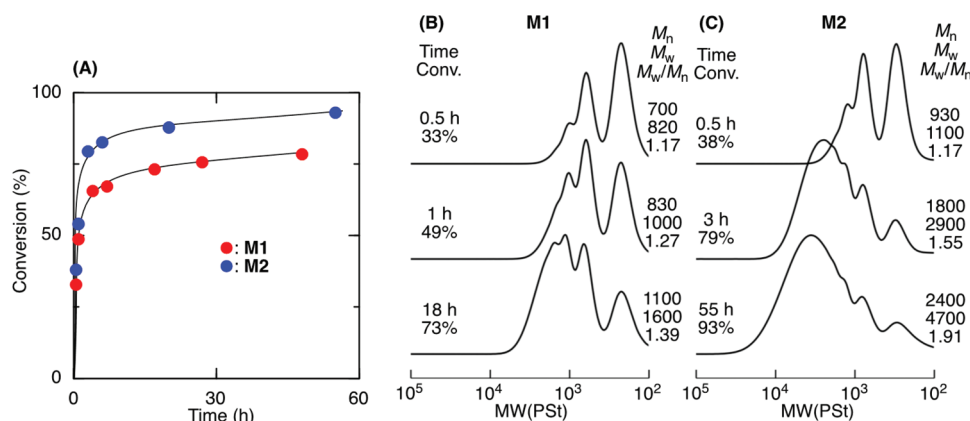 (A)
Conversion (%)
100
50
0
0
30
60
Time (h)
: M1
: M2
(B)
M1
Time
Conv.
Mn
Mw
Mw/Mn
0.5 h
33%
700
820
1.17
1 h
49%
830
1000
1.27
18 h
73%
1100
1600
1.39
10⁵
10⁴
10³
10²
MW(PSt)
(C)
M2
Time
Conv.
Mn
Mw
Mw/Mn
0.5 h
38%
930
1100
1.17
3 h
79%
1800
2900
1.55
55 h
93%
2400
4700
1.91
10⁵
10⁴
10³
10²
MW(PSt)